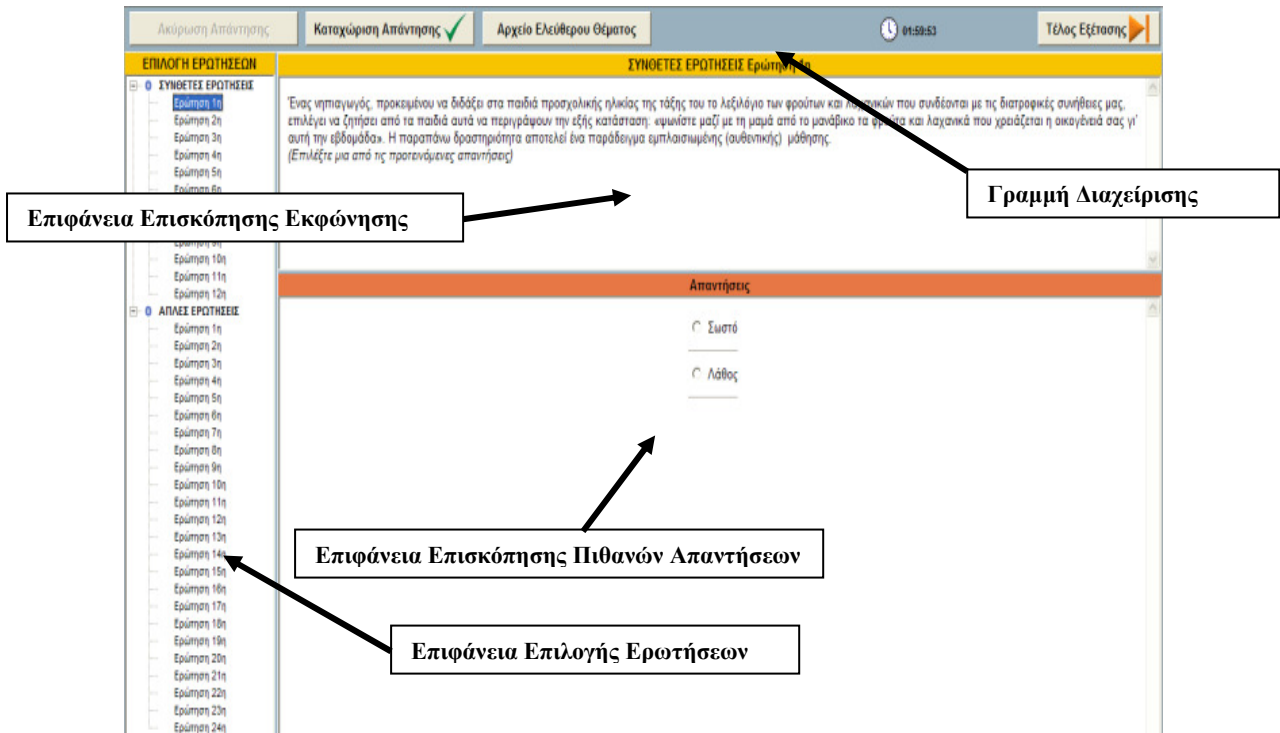 Ακύρωση Απάντησης
Καταχώριση Απάντησης
Αρχείο Ελεύθερου Θέματος
01:59:53
Τέλος Εξέτασης
ΕΠΙΛΟΓΗ ΕΡΩΤΗΣΕΩΝ
0 ΣΥΝΘΕΤΕΣ ΕΡΩΤΗΣΕΙΣ
Ερώτηση 1η
Ερώτηση 2η
Ερώτηση 3η
Ερώτηση 4η
Ερώτηση 5η
Ερώτηση 6η
Ερώτηση 9η
Ερώτηση 10η
Ερώτηση 11η
Ερώτηση 12η
0 ΑΠΛΕΣ ΕΡΩΤΗΣΕΙΣ
Ερώτηση 1η
Ερώτηση 2η
Ερώτηση 3η
Ερώτηση 4η
Ερώτηση 5η
Ερώτηση 6η
Ερώτηση 7η
Ερώτηση 8η
Ερώτηση 9η
Ερώτηση 10η
Ερώτηση 11η
Ερώτηση 12η
Ερώτηση 13η
Ερώτηση 14η
Ερώτηση 15η
Ερώτηση 16η
Ερώτηση 17η
Ερώτηση 18η
Ερώτηση 19η
Ερώτηση 20η
Ερώτηση 21η
Ερώτηση 22η
Ερώτηση 23η
Ερώτηση 24η
ΣΥΝΘΕΤΕΣ ΕΡΩΤΗΣΕΙΣ Ερώτηση 1η
Ένας νηπιαγωγός, προκειμένου να διδάξει στα παιδιά προσχολικής ηλικίας της τάξης του το λεξιλόγιο των φρούτων και λαχανικών που συνδέονται με τις διατροφικές συνήθειες μας,
επιλέγει να ζητήσει από τα παιδιά αυτά να περιγράψουν την εξής κατάσταση: «ψωνίστε μαζί με τη μαμά από το μανάβικο τα φρούτα και λαχανικά που χρειάζεται η οικογένειά σας γι'
αυτή την εβδομάδα». Η παραπάνω δραστηριότητα αποτελεί ένα παράδειγμα εμπλαισιωμένης (αυθεντικής) μάθησης.
(Επιλέξτε μια από τις προτεινόμενες απαντήσεις)
Γραμμή Διαχείρισης
Επιφάνεια Επισκόπησης Εκφώνησης
Απαντήσεις
Σωστό
Λάθος
Επιφάνεια Επισκόπησης Πιθανών Απαντήσεων
Επιφάνεια Επιλογής Ερωτήσεων